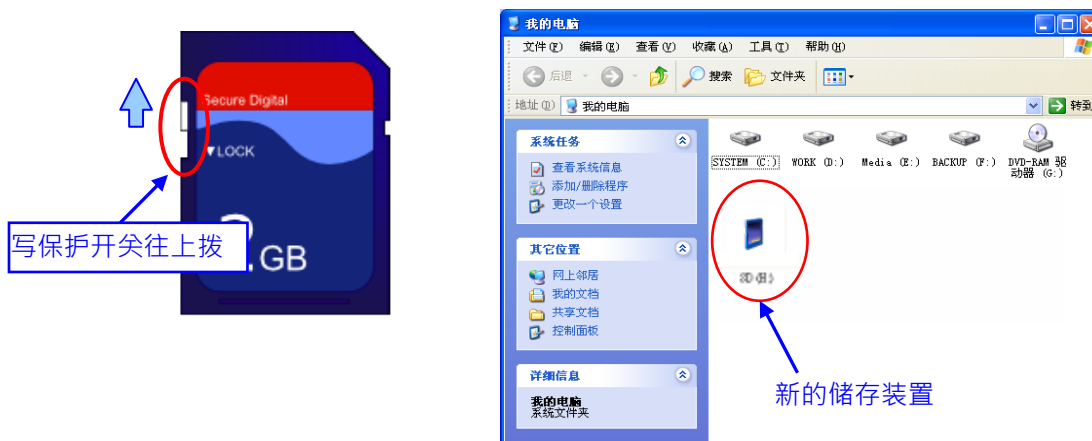 Secure Digital
▼LOCK
写保护开关往上拨
GB
我的电脑
文件(F) 编辑(E) 查看(V) 收藏(A) 工具(T) 帮助(H)
后退 搜索 文件夹
地址(D) 我的电脑 转到
系统任务
查看系统信息
添加/删除程序
更改一个设置
其它位置
网上邻居
我的文档
共享文档
控制面板
详细信息
我的电脑
系统文件夹
SYSTEM (C:) WORK (D:) Media (E:) BACKUP (F:) DVD-RAM 驱
动器 (G:)
SD (H:)
新的储存装置